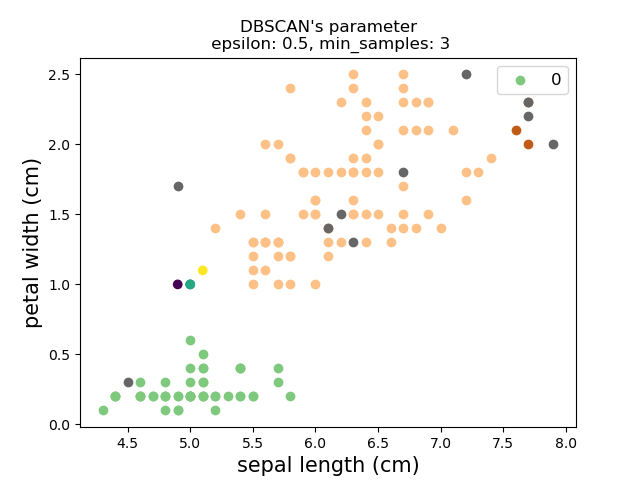 DBSCAN's parameter
epsilon: 0.5, min_samples: 3
0
petal width (cm)
2.5
2.0
1.5
1.0
0.5
0.0
4.5 5.0 5.5 6.0 6.5 7.0 7.5 8.0
sepal length (cm)